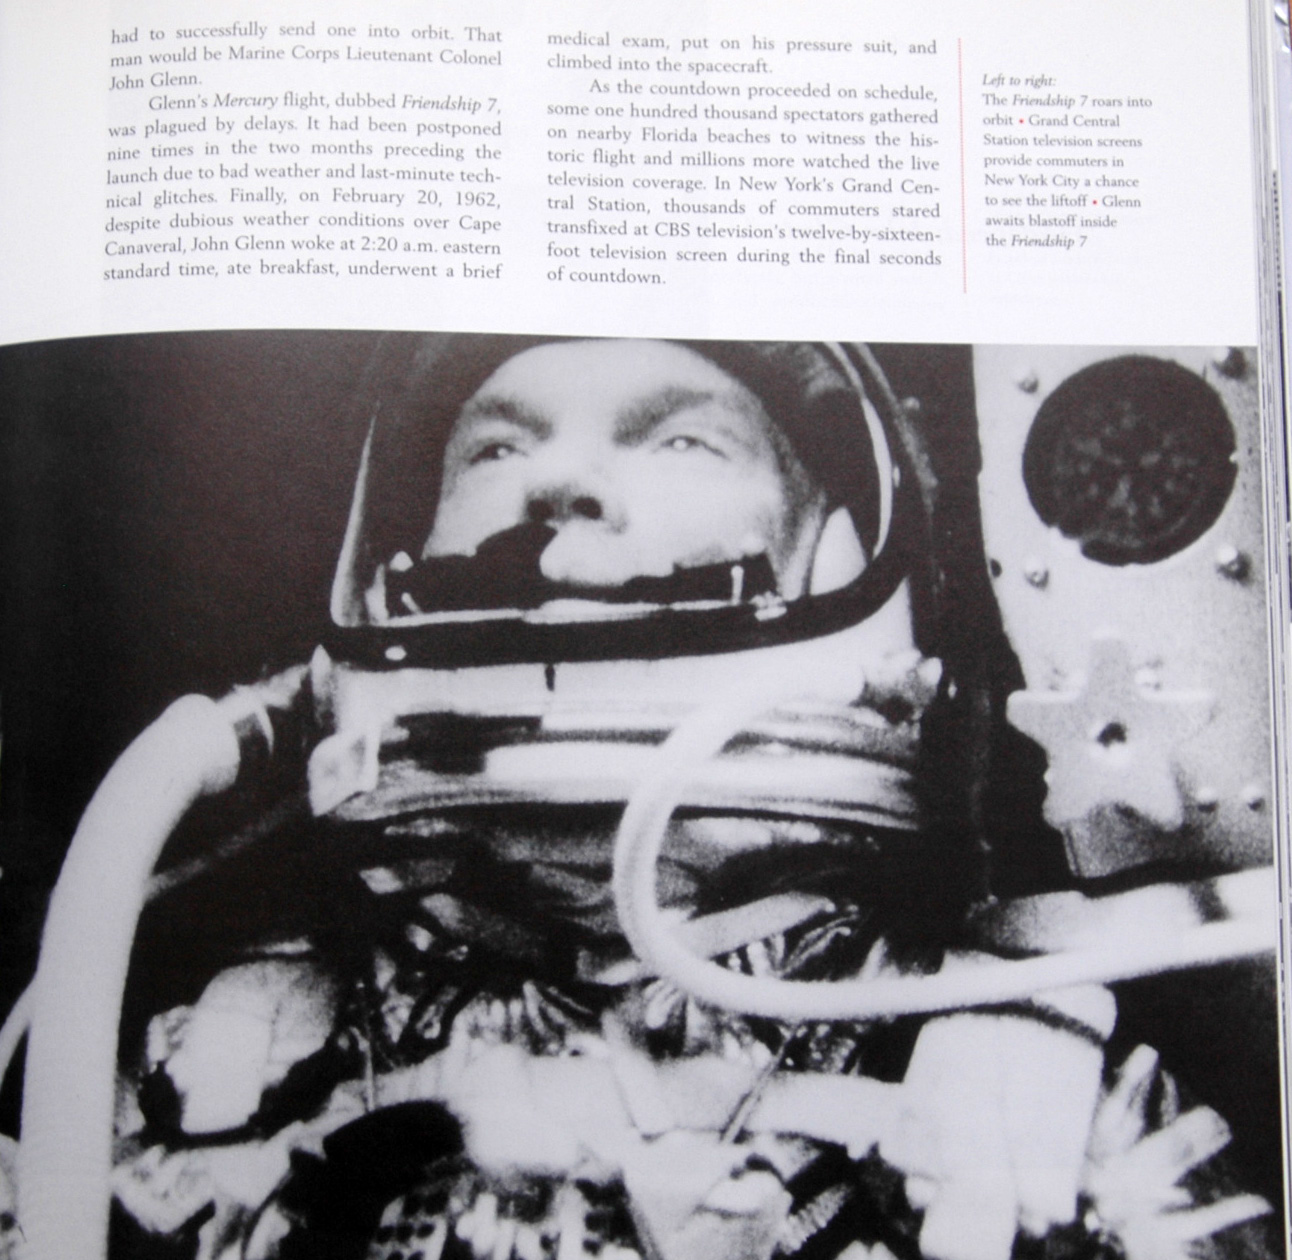 had to successfully send one into orbit. That
man would be Marine Corps Lieutenant Colonel
John Glenn.
Glenn's Mercury flight, dubbed Friendship 7,
was plagued by delays. It had been postponed
nine times in the two months preceding the
launch due to bad weather and last-minute tech-
nical glitches. Finally, on February 20, 1962,
despite dubious weather conditions over Cape
Canaveral, John Glenn woke at 2:20 a.m. eastern
standard time, ate breakfast, underwent a brief
medical exam, put on his pressure suit, and
climbed into the spacecraft.
As the countdown proceeded on schedule,
some one hundred thousand spectators gathered
on nearby Florida beaches to witness the his-
toric flight and millions more watched the live
television coverage. In New York's Grand Cen-
tral Station, thousands of commuters stared
transfixed at CBS television's twelve-by-sixteen-
foot television screen during the final seconds
of countdown.
Left to right:
The Friendship 7 roars into
orbit • Grand Central
Station television screens
provide commuters in
New York City a chance
to see the liftoff • Glenn
awaits blastoff inside
the Friendship 7